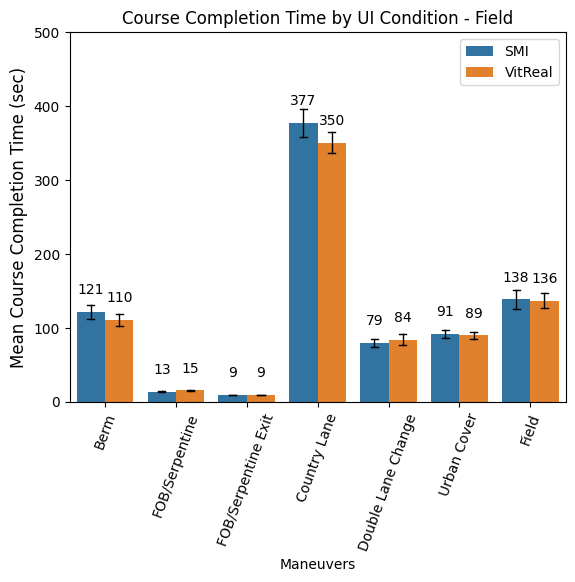 Course Completion Time by UI Condition - Field
Mean Course Completion Time (sec)
500
400
300
200
100
0
SMI
VitReal
121
110
13
15
9
9
377
350
79
84
91
89
138
136
Berm
FOB/Serpentine
FOB/Serpentine Exit
Country Lane
Double Lane Change
Urban Cover
Field
Maneuvers